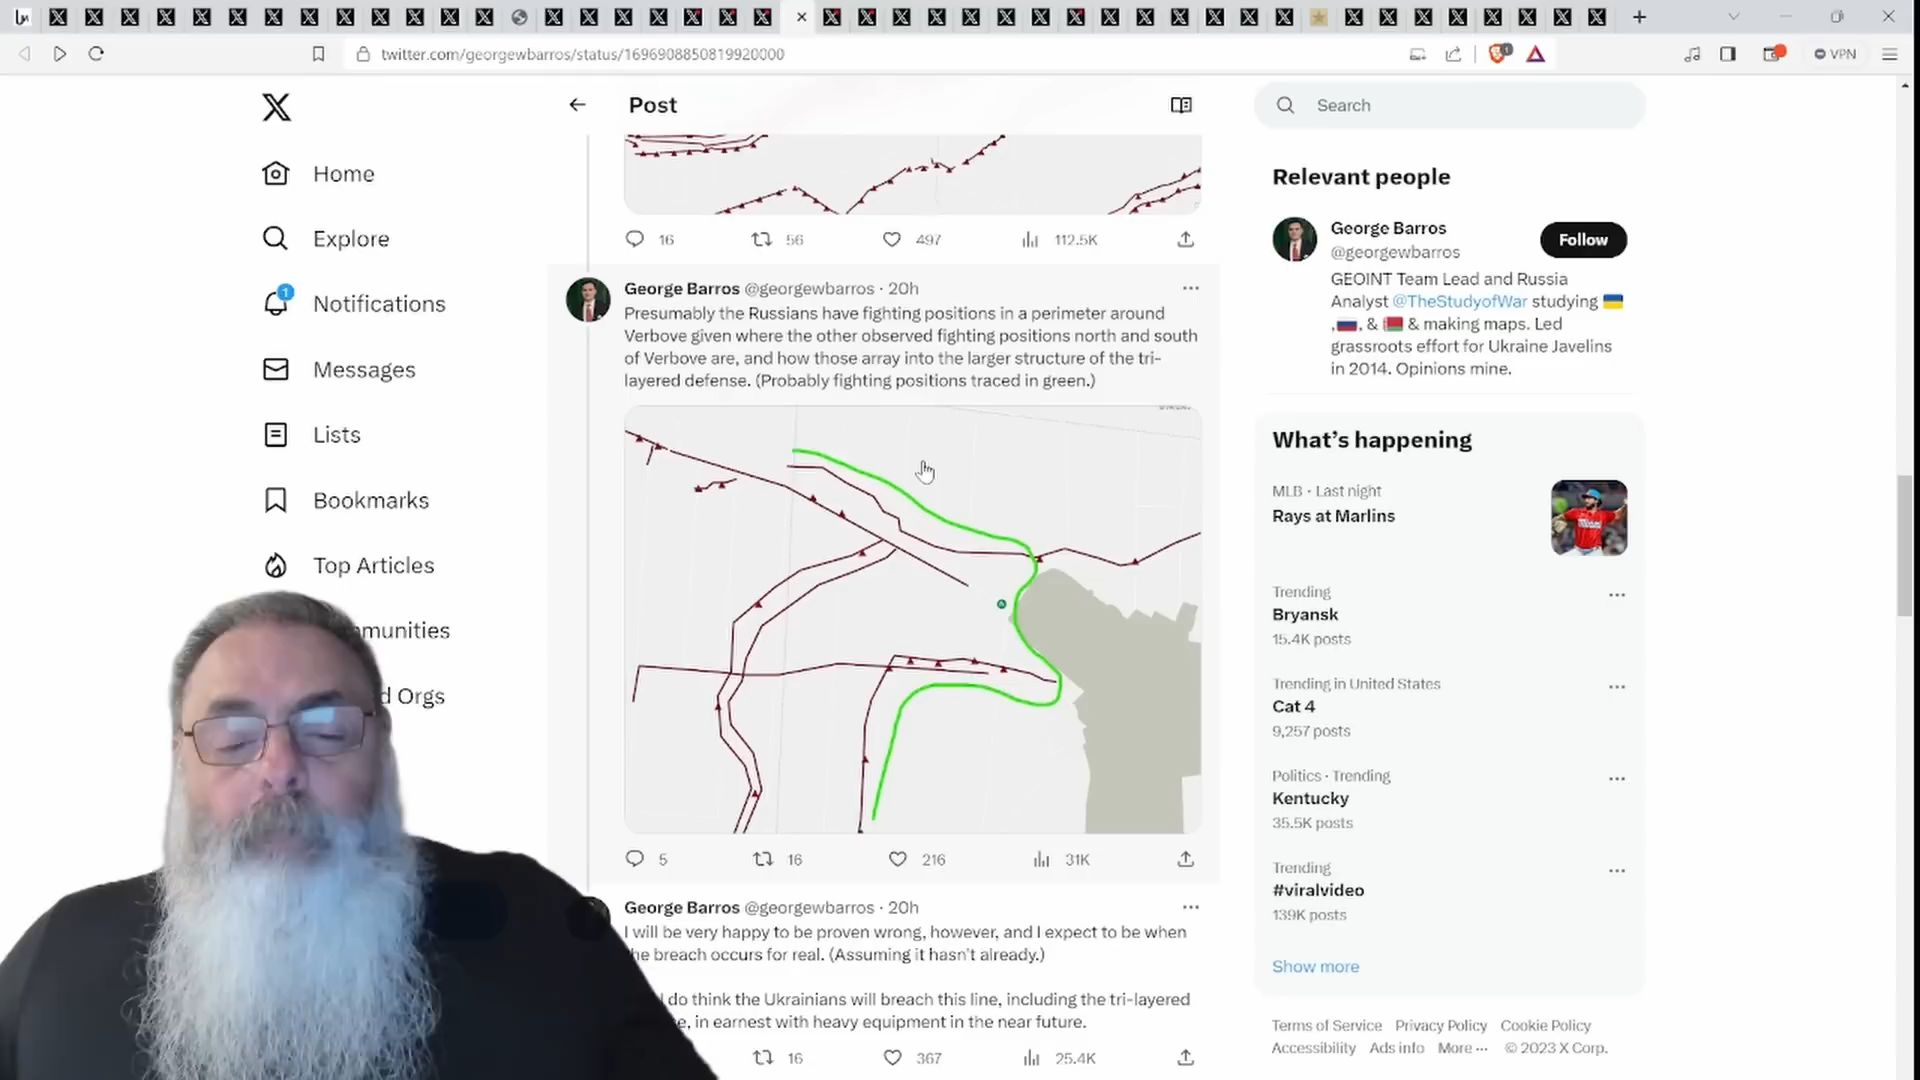 twitter.com/georgewbarros/status/1696908850819920000
1
VPN
Post
Search
Home
Explore
1
Notifications
Messages
Lists
Bookmarks
Top Articles
mmunities
d Orgs
16
56
497
112.5K
George Barros @georgewbarros · 20h
Presumably the Russians have fighting positions in a perimeter around
Verbove given where the other observed fighting positions north and south
of Verbove are, and how those array into the larger structure of the tri-
layered defense. (Probably fighting positions traced in green.)
5
16
216
31K
George Barros @georgewbarros · 20h
I will be very happy to be proven wrong, however, and I expect to be when
he breach occurs for real. (Assuming it hasn't already.)
I do think the Ukrainians will breach this line, including the tri-layered
e, in earnest with heavy equipment in the near future.
16
367
25.4K
Relevant people
George Barros
@georgewbarros
Follow
GEOINT Team Lead and Russia
Analyst @TheStudyofWar studying
, , & & making maps. Led
grassroots effort for Ukraine Javelins
in 2014. Opinions mine.
What's happening
MLB · Last night
Rays at Marlins
Trending
Bryansk
15.4K posts
Trending in United States
Cat 4
9,257 posts
Politics · Trending
Kentucky
35.5K posts
Trending
#viralvideo
139K posts
Show more
Terms of Service Privacy Policy Cookie Policy
Accessibility Ads info More ··· © 2023 X Corp.